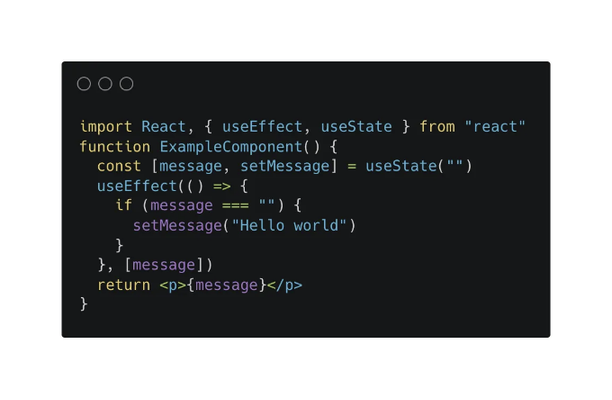 import React, { useEffect, useState } from "react"
function ExampleComponent() {
  const [message, setMessage] = useState("")
  useEffect(() => {
    if (message === "") {
      setMessage("Hello world")
    }
  }, [message])
  return <p>{message}</p>
}